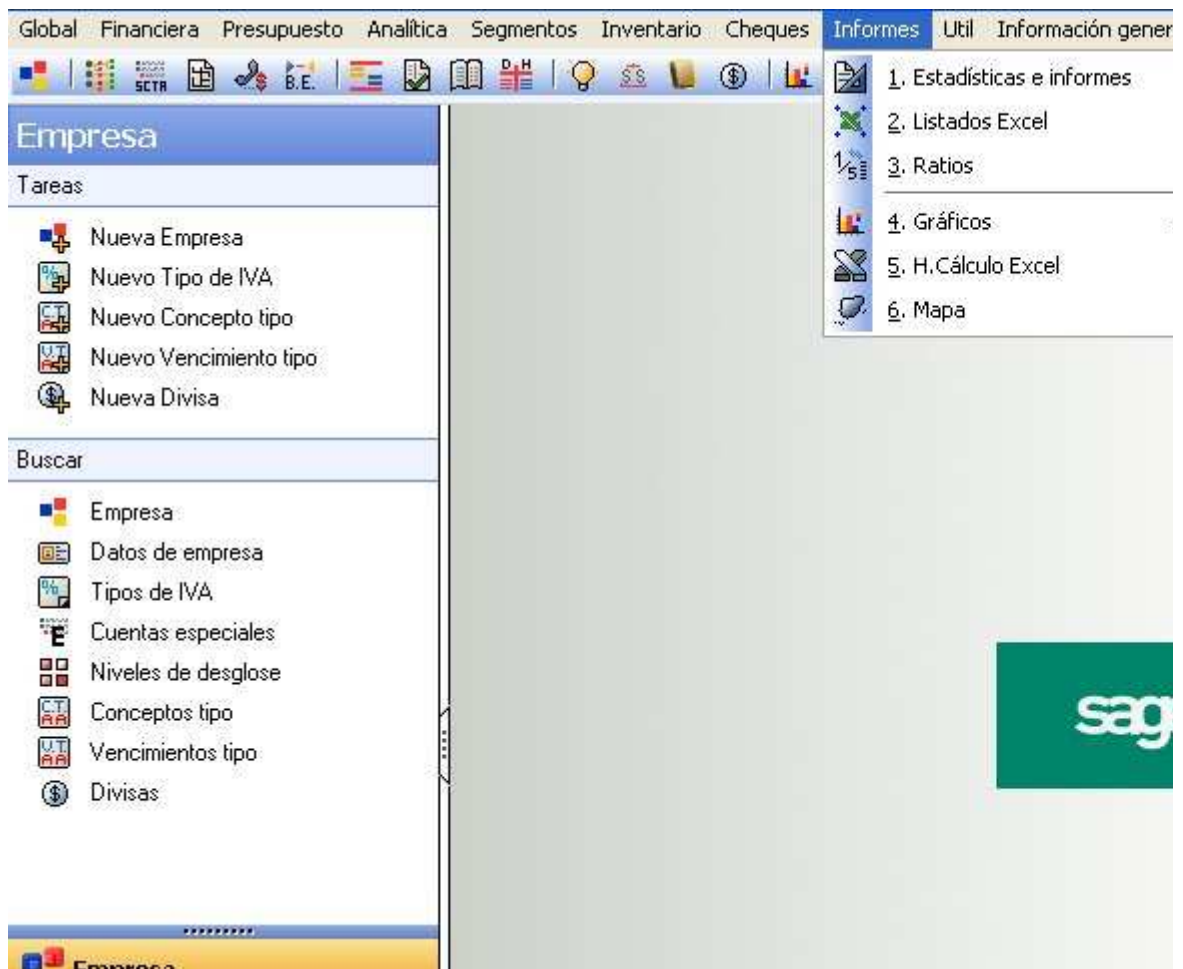 Global Financiera Presupuesto Analítica Segmentos Inventario Cheques Informes Util Información gener
SCTA B.E. D H S S
Empresa
Tareas
Nueva Empresa
Nuevo Tipo de IVA
Nuevo Concepto tipo
Nuevo Vencimiento tipo
Nueva Divisa
Buscar
Empresa
Datos de empresa
Tipos de IVA
Cuentas especiales
Niveles de desglose
Conceptos tipo
Vencimientos tipo
Divisas
Empresa
1. Estadísticas e informes
2. Listados Excel
3. Ratios
4. Gráficos
5. H.Cálculo Excel
6. Mapa
sag